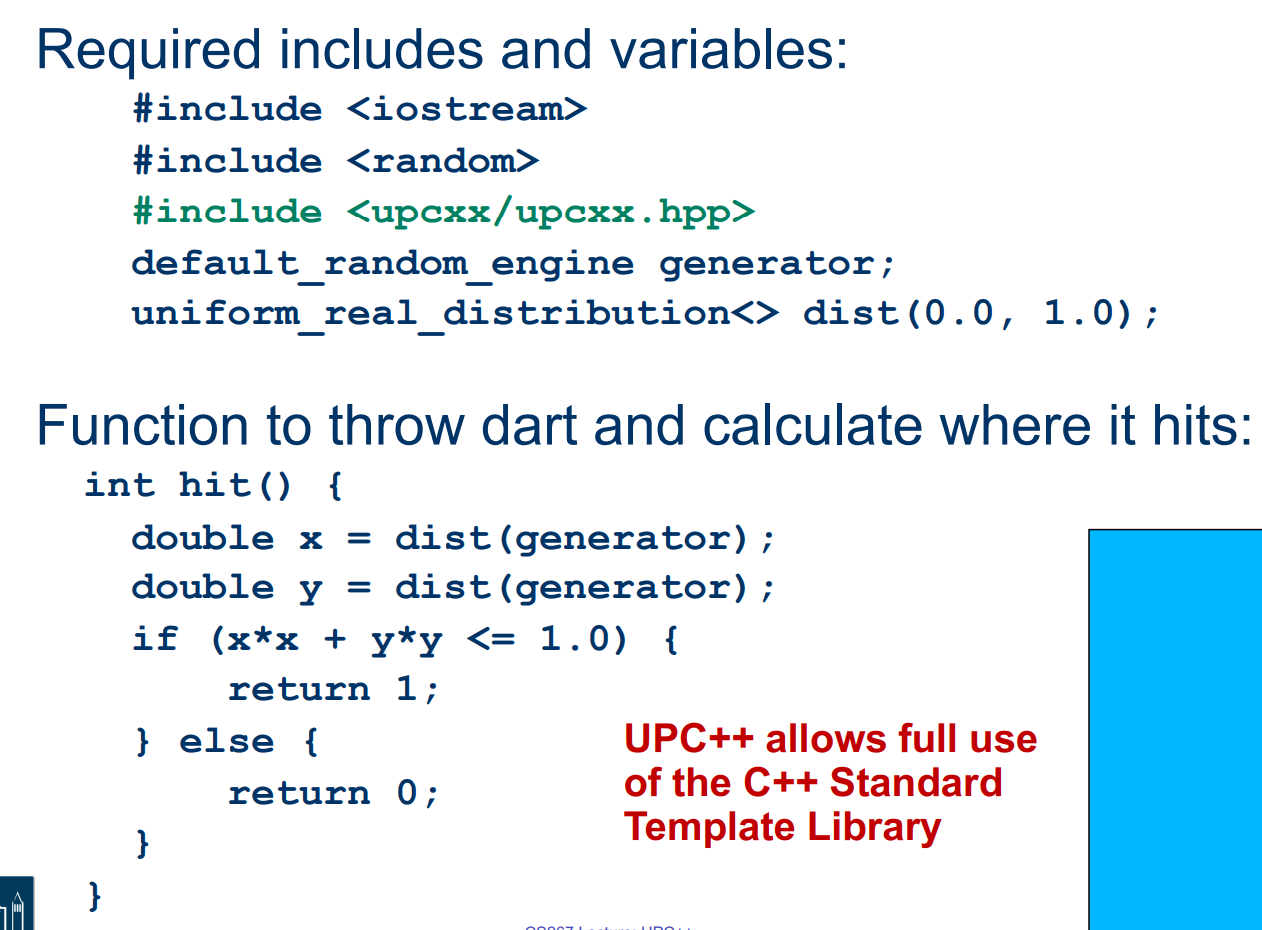 Required includes and variables:
#include <iostream>
#include <random>
#include <upcxx/upcxx.hpp>
default_random_engine generator;
uniform_real_distribution<> dist(0.0, 1.0);
Function to throw dart and calculate where it hits:
int hit() {
double x = dist(generator);
double y = dist(generator);
if (x*x + y*y <= 1.0) {
return 1;
} else {
return 0;
}
}
UPC++ allows full use
of the C++ Standard
Template Library
Lecture: UPC++